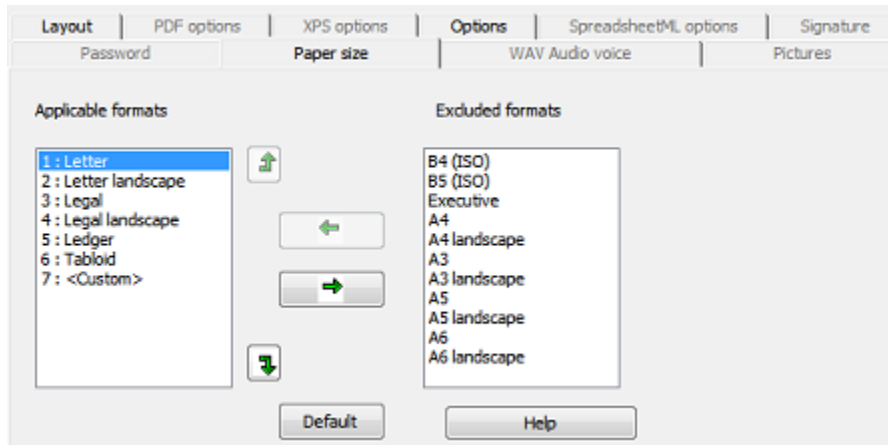 Layout PDF options XPS options Options SpreadsheetML options Signature
Password Paper size WAV Audio voice Pictures
Applicable formats
1 : Letter
2 : Letter landscape
3 : Legal
4 : Legal landscape
5 : Ledger
6 : Tabloid
7 : <Custom>
Excluded formats
B4 (ISO)
B5 (ISO)
Executive
A4
A4 landscape
A3
A3 landscape
A5
A5 landscape
A6
A6 landscape
Default Help